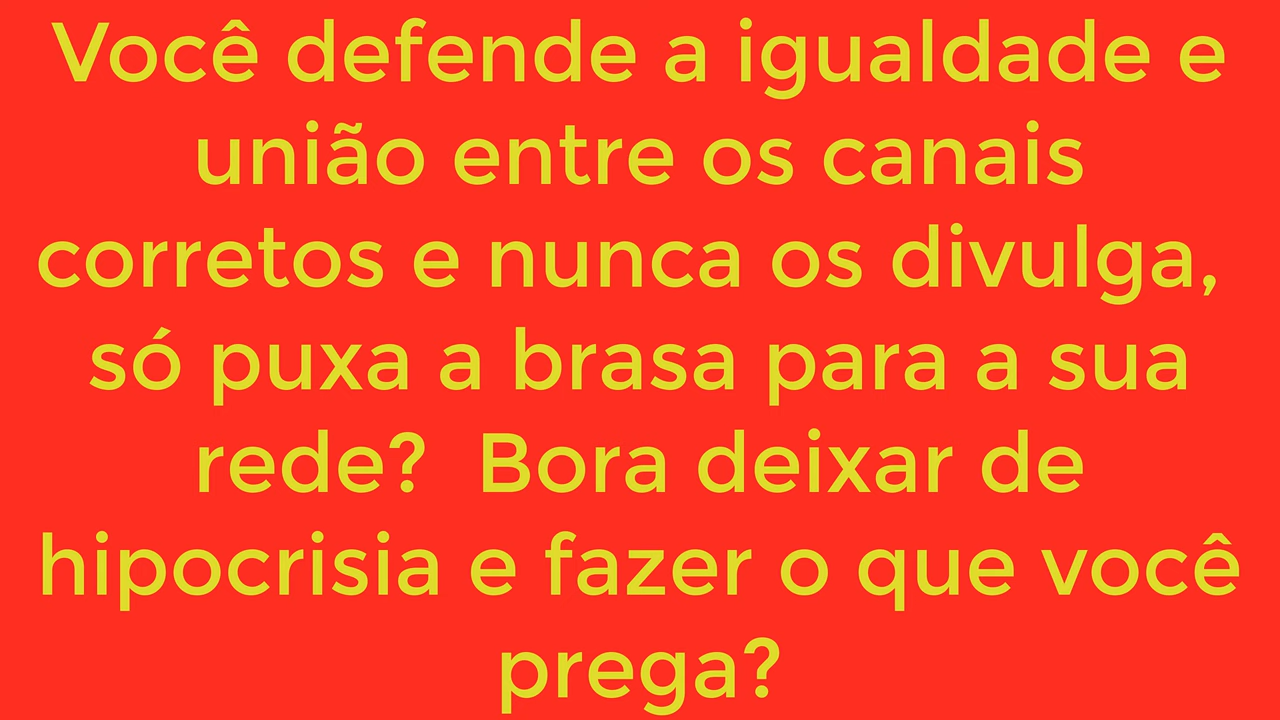 Você defende a igualdade e
união entre os canais
corretos e nunca os divulga,
só puxa a brasa para a sua
rede?  Bora deixar de
hipocrisia e fazer o que você
prega?